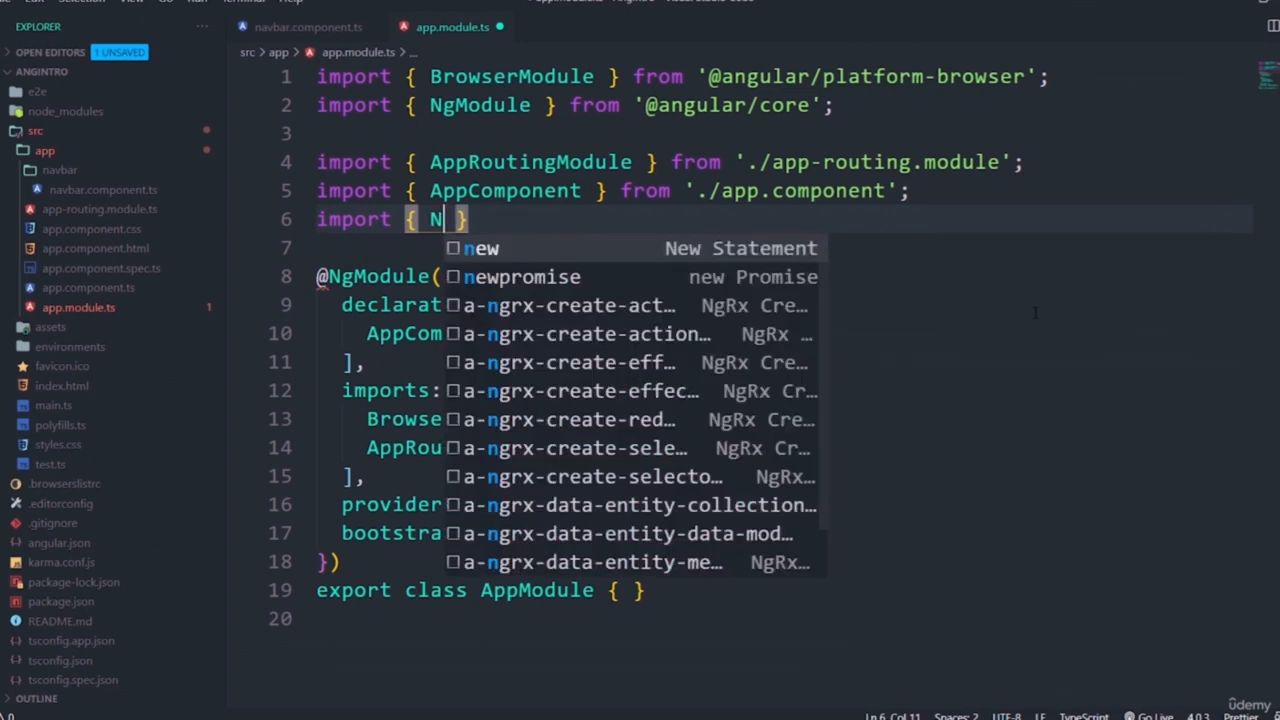 EXPLORER
OPEN EDITORS 1 UNSAVED
ANGINTRO
e2e
node_modules
src
app
navbar
navbar.component.ts
app-routing.module.ts
app.component.css
app.component.html
app.component.spec.ts
app.component.ts
app.module.ts 1
assets
environments
favicon.ico
index.html
main.ts
polyfills.ts
styles.css
test.ts
.browserslistrc
.editorconfig
.gitignore
angular.json
karma.conf.js
package-lock.json
package.json
README.md
tsconfig.app.json
tsconfig.json
tsconfig.spec.json
OUTLINE
navbar.component.ts app.module.ts
src > app > app.module.ts > ...
1 import { BrowserModule } from '@angular/platform-browser';
2 import { NgModule } from '@angular/core';
3
4 import { AppRoutingModule } from './app-routing.module';
5 import { AppComponent } from './app.component';
6 import { N }
7
8 @NgModule(
9 declarat
10 AppCom
11 ],
12 imports:
13 Browse
14 AppRou
15 ],
16 provider
17 bootstra
18 })
19 export class AppModule { }
20
new New Statement
newpromise new Promise
a-ngrx-create-act… NgRx Cre…
a-ngrx-create-action… NgRx …
a-ngrx-create-eff… NgRx Cre…
a-ngrx-create-effec… NgRx Cr…
a-ngrx-create-red… NgRx Cre…
a-ngrx-create-sele… NgRx Cr…
a-ngrx-create-selecto… NgRx…
a-ngrx-data-entity-collection…
a-ngrx-data-entity-data-mod…
a-ngrx-data-entity-me… NgRx…
Ln 6, Col 11 Spaces: 2 UTF-8 LF TypeScript Go Live 4.0.3 Prettier
udemy